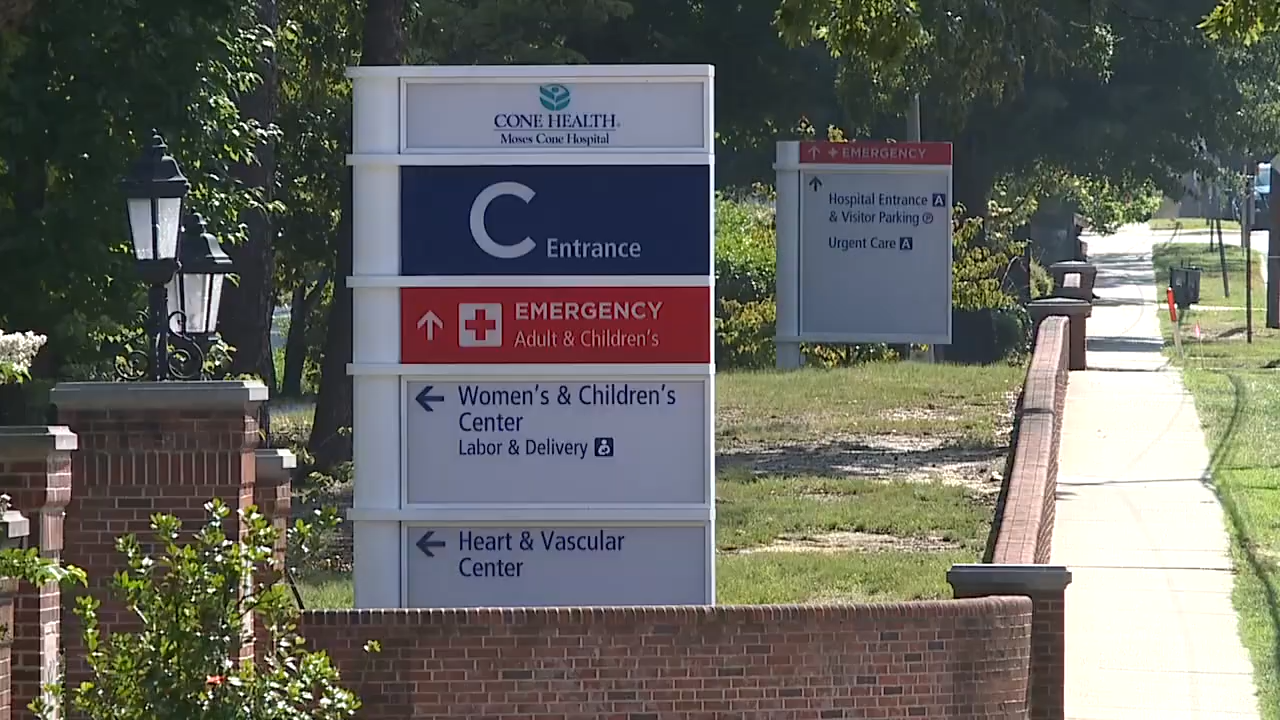 CONE HEALTH®
Moses Cone Hospital
C Entrance
EMERGENCY
Adult & Children's
Women's & Children's
Center
Labor & Delivery
Heart & Vascular
Center
EMERGENCY
Hospital Entrance A
& Visitor Parking P
Urgent Care A